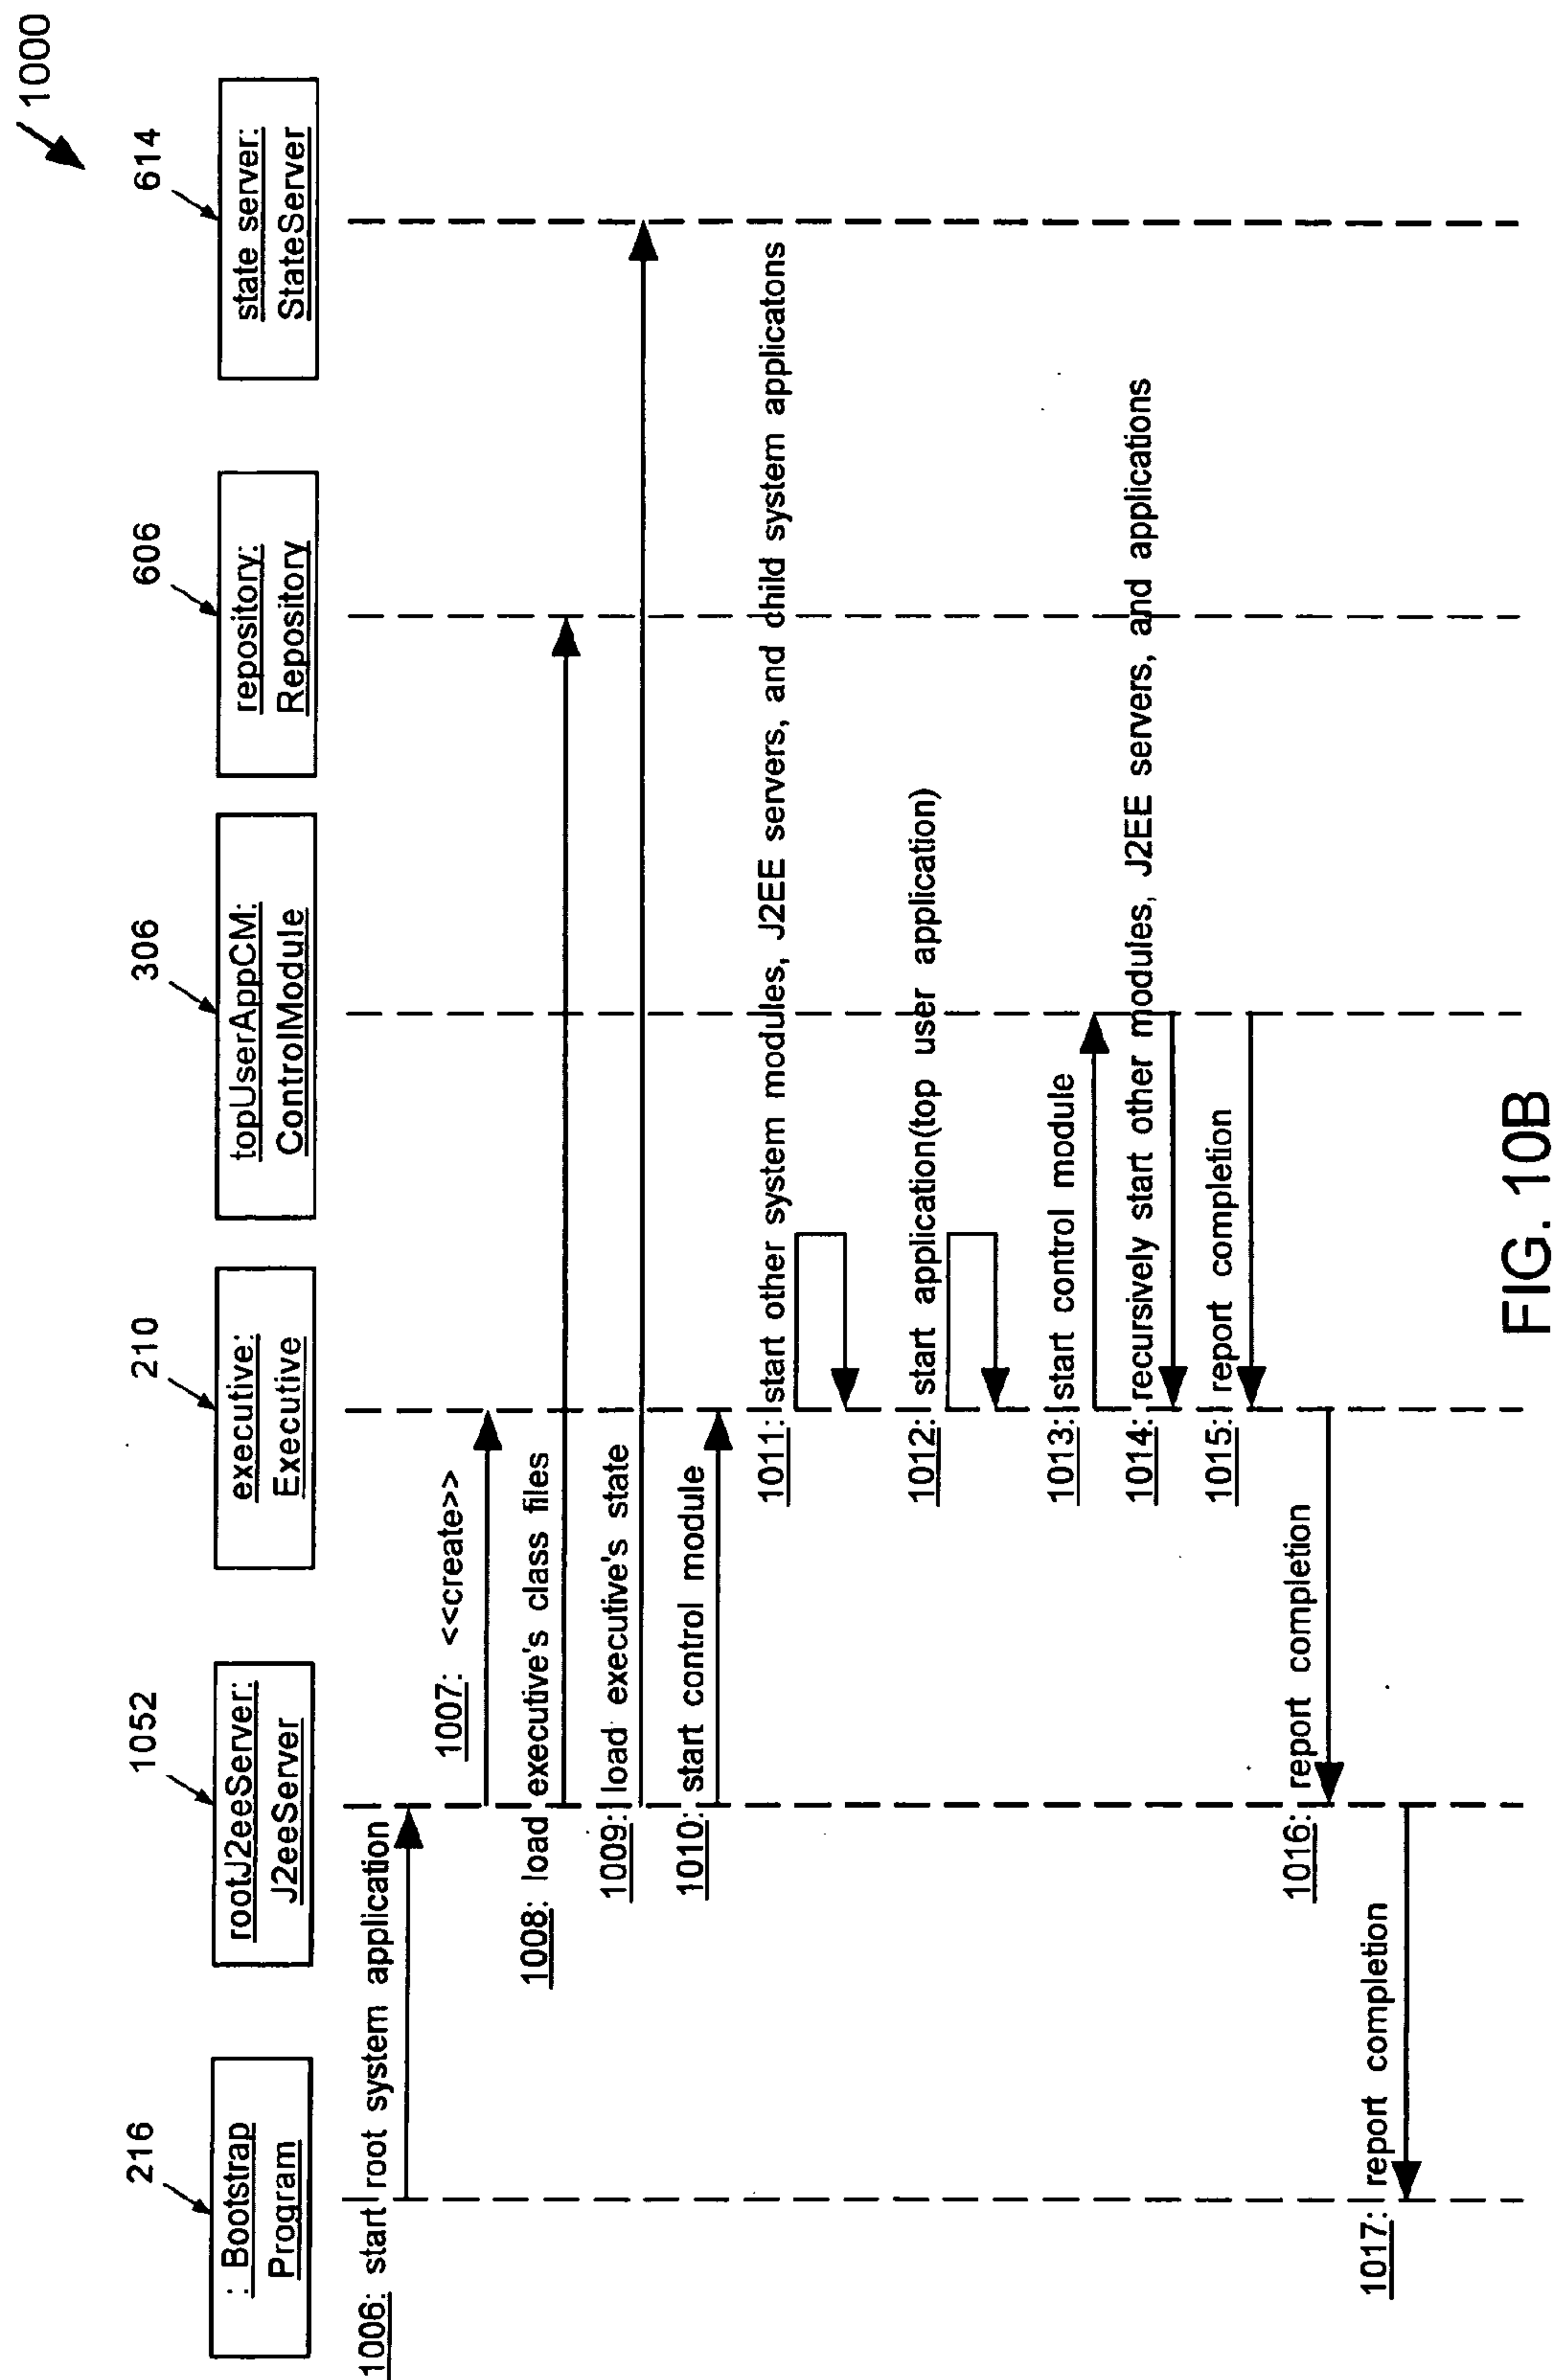 1000
216
: Bootstrap
Program
1052
rootJ2eeServer:
J2eeServer
210
executive:
Executive
306
topUserAppCM:
ControlModule
606
repository:
Repository
614
state server:
StateServer
1006: start root system application
1007: <<create>>
1008: load executive's class files
1009: load executive's state
1010: start control module
1011: start other system modules, J2EE servers, and child system applicatons
1012: start application(top user application)
1013: start control module
1014: recursively start other modules, J2EE servers, and applications
1015: report completion
1016: report completion
1017: report completion
FIG. 10B